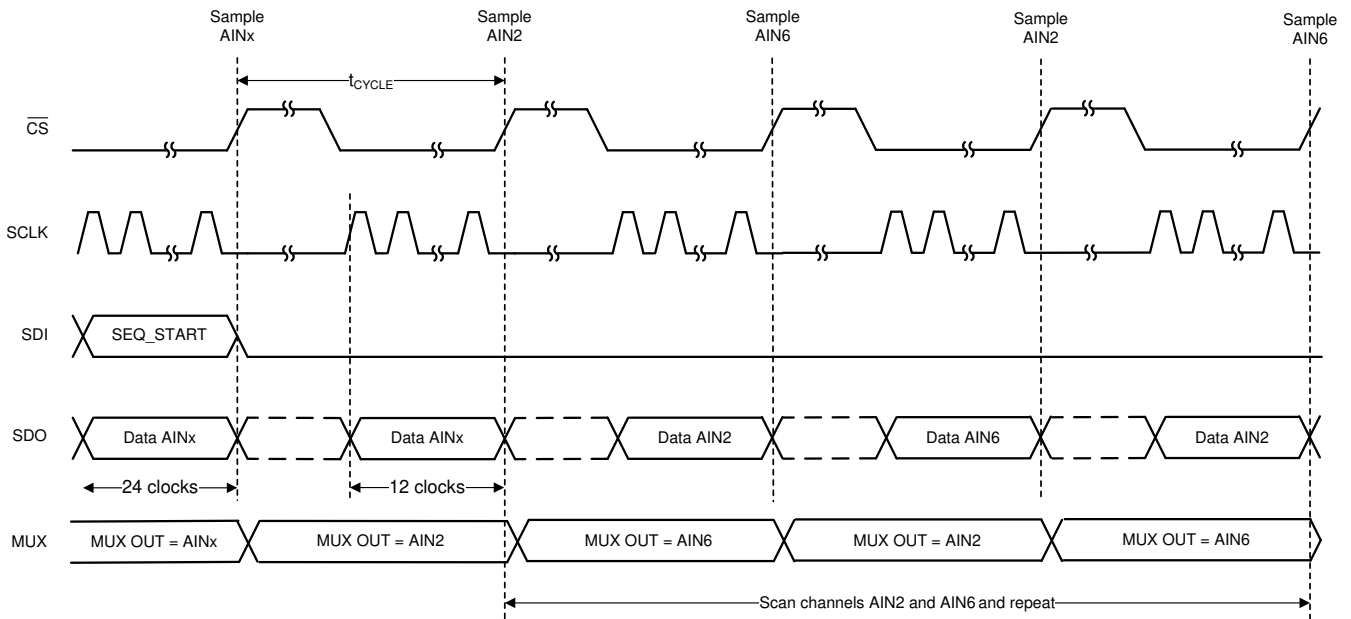 Sample
AINx
Sample
AIN2
Sample
AIN6
Sample
AIN2
Sample
AIN6
tCYCLE
CS
SCLK
SDI
SEQ_START
SDO
Data AINx
Data AINx
Data AIN2
Data AIN6
Data AIN2
24 clocks
12 clocks
MUX
MUX OUT = AINx
MUX OUT = AIN2
MUX OUT = AIN6
MUX OUT = AIN2
MUX OUT = AIN6
Scan channels AIN2 and AIN6 and repeat